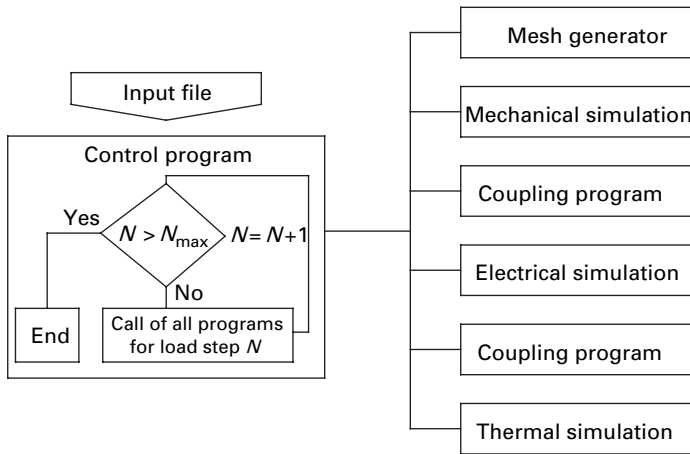 Input file
Control program
Yes
N > Nmax
N = N+1
No
End
Call of all programs
for load step N
Mesh generator
Mechanical simulation
Coupling program
Electrical simulation
Coupling program
Thermal simulation